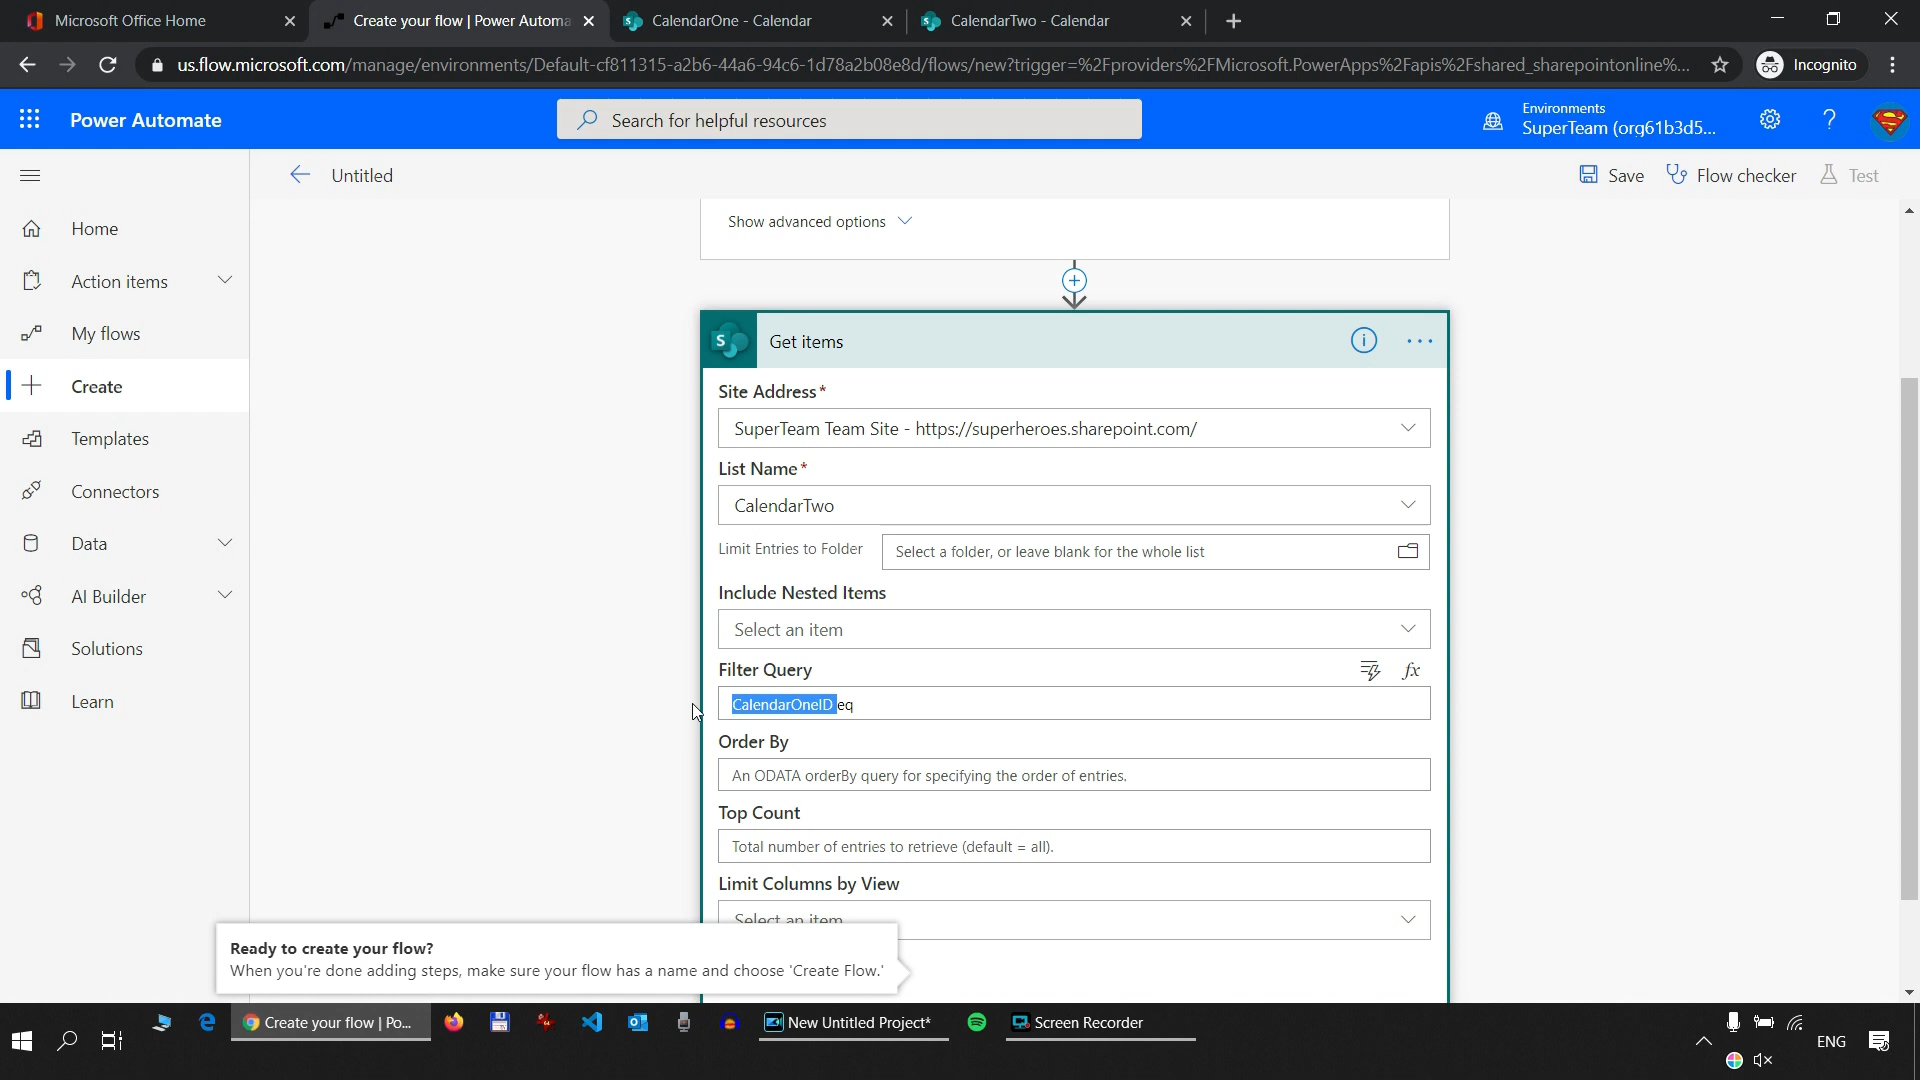 Microsoft Office Home
Create your flow | Power Automa
CalendarOne - Calendar
CalendarTwo - Calendar
us.flow.microsoft.com/manage/environments/Default-cf811315-a2b6-44a6-94c6-1d78a2b08e8d/flows/new?trigger=%2Fproviders%2FMicrosoft.PowerApps%2Fapis%2Fshared_sharepointonline%...
Incognito
Power Automate
Search for helpful resources
Environments
SuperTeam (org61b3d5...
Untitled
Save
Flow checker
Test
Home
Action items
My flows
Create
Templates
Connectors
Data
AI Builder
Solutions
Learn
Show advanced options
Get items
Site Address*
SuperTeam Team Site - https://superheroes.sharepoint.com/
List Name*
CalendarTwo
Limit Entries to Folder
Select a folder, or leave blank for the whole list
Include Nested Items
Select an item
Filter Query
fx
CalendarOneID eq
Order By
An ODATA orderBy query for specifying the order of entries.
Top Count
Total number of entries to retrieve (default = all).
Limit Columns by View
Select an item
Ready to create your flow?
When you're done adding steps, make sure your flow has a name and choose 'Create Flow.'
Create your flow | Po...
New Untitled Project*
Screen Recorder
ENG